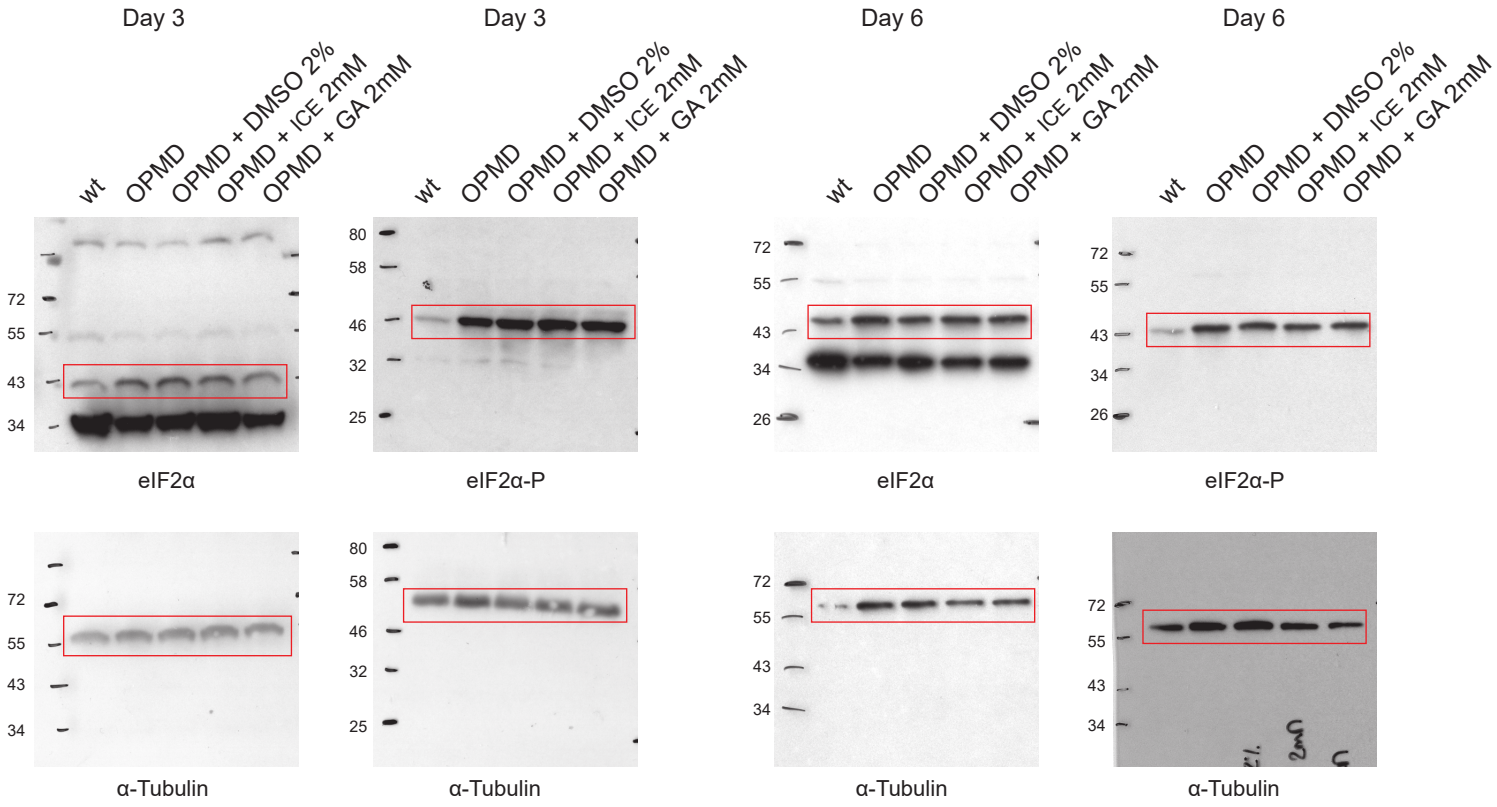 Day 3
Day 3
Day 6
Day 6
wt
OPMD
OPMD + DMSO 2%
OPMD + ICE 2mM
OPMD + GA 2mM
wt
OPMD
OPMD + DMSO 2%
OPMD + ICE 2mM
OPMD + GA 2mM
wt
OPMD
OPMD + DMSO 2%
OPMD + ICE 2mM
OPMD + GA 2mM
wt
OPMD
OPMD + DMSO 2%
OPMD + ICE 2mM
OPMD + GA 2mM
72
55
43
34
80
58
46
32
25
72
55
43
34
26
72
55
43
34
26
eIF2α
eIF2α-P
eIF2α
eIF2α-P
72
55
43
34
80
58
46
32
25
72
55
43
34
72
55
43
34
2%
2mM
α-Tubulin
α-Tubulin
α-Tubulin
α-Tubulin